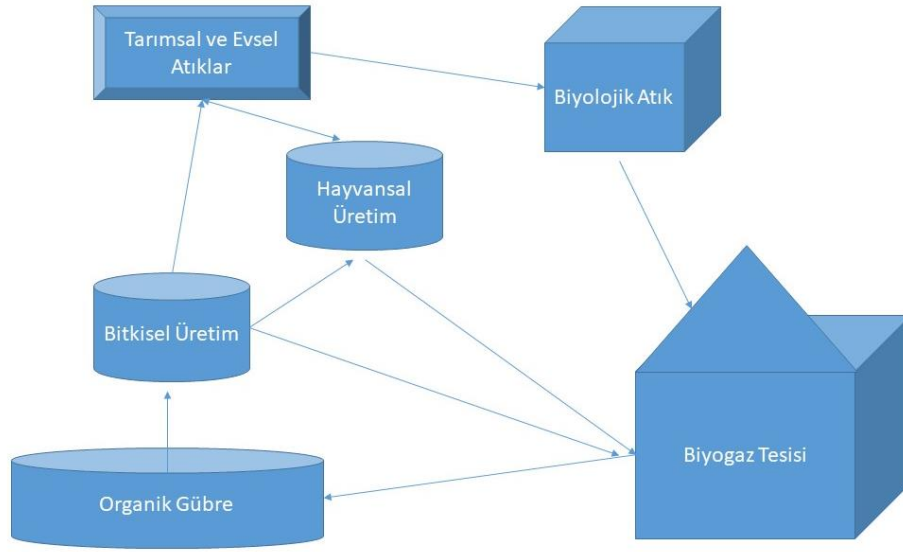 Tarımsal ve Evsel
Atıklar
Biyolojik Atık
Hayvansal
Üretim
Bitkisel Üretim
Biyogaz Tesisi
Organik Gübre